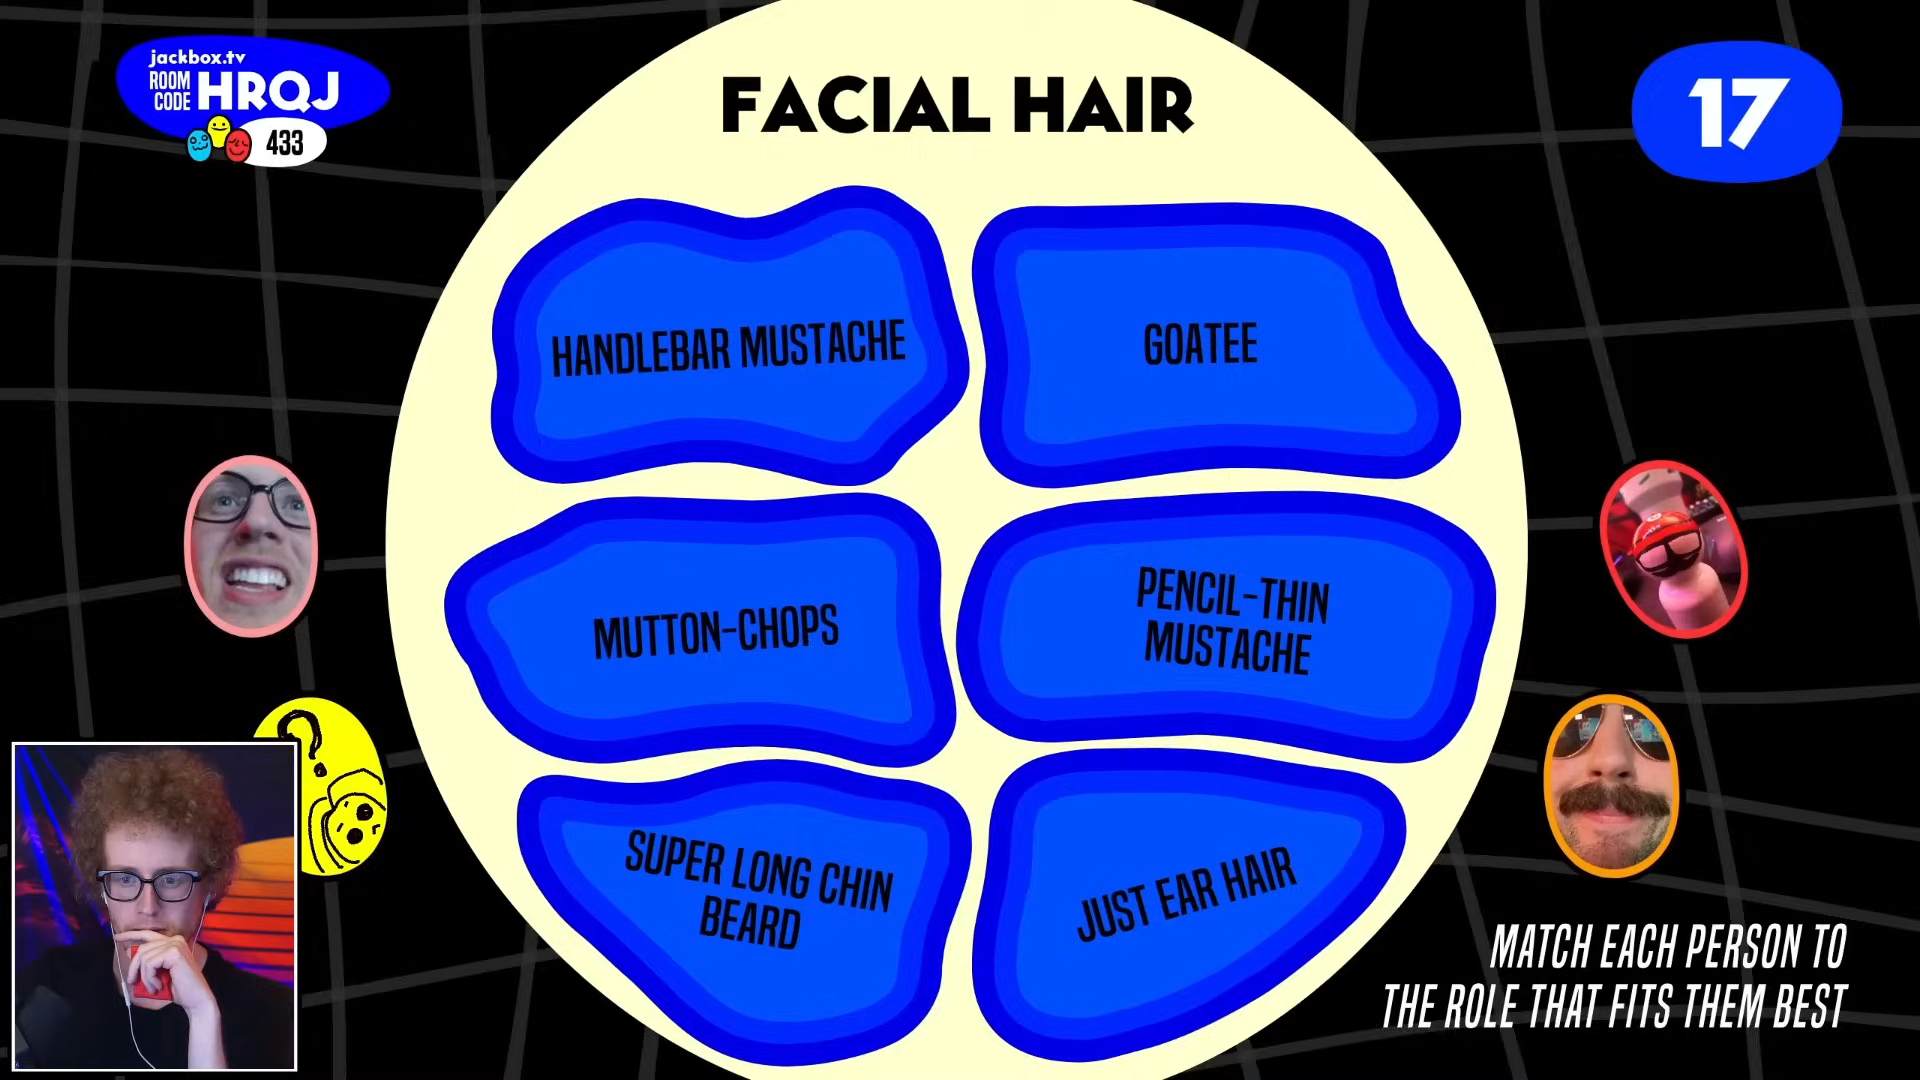 jackbox.tv
ROOM
CODE
HRQJ
433
FACIAL HAIR
17
HANDLEBAR MUSTACHE
GOATEE
MUTTON-CHOPS
PENCIL-THIN
MUSTACHE
SUPER LONG CHIN
BEARD
JUST EAR HAIR
?
MATCH EACH PERSON TO
THE ROLE THAT FITS THEM BEST